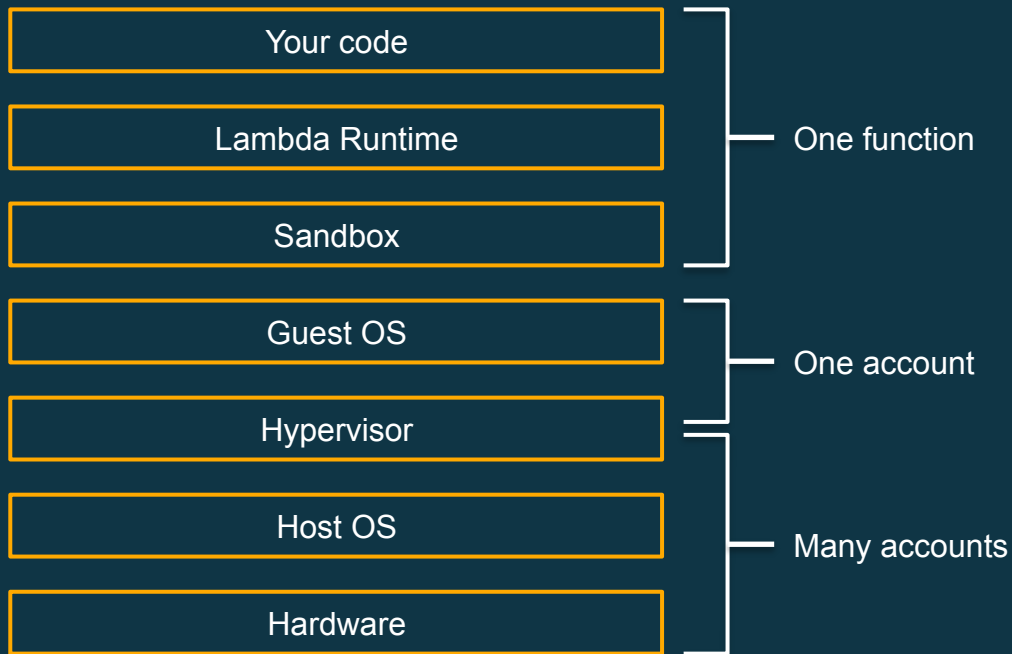 Your code
Lambda Runtime
One function
Sandbox
Guest OS
One account
Hypervisor
Host OS
Many accounts
Hardware